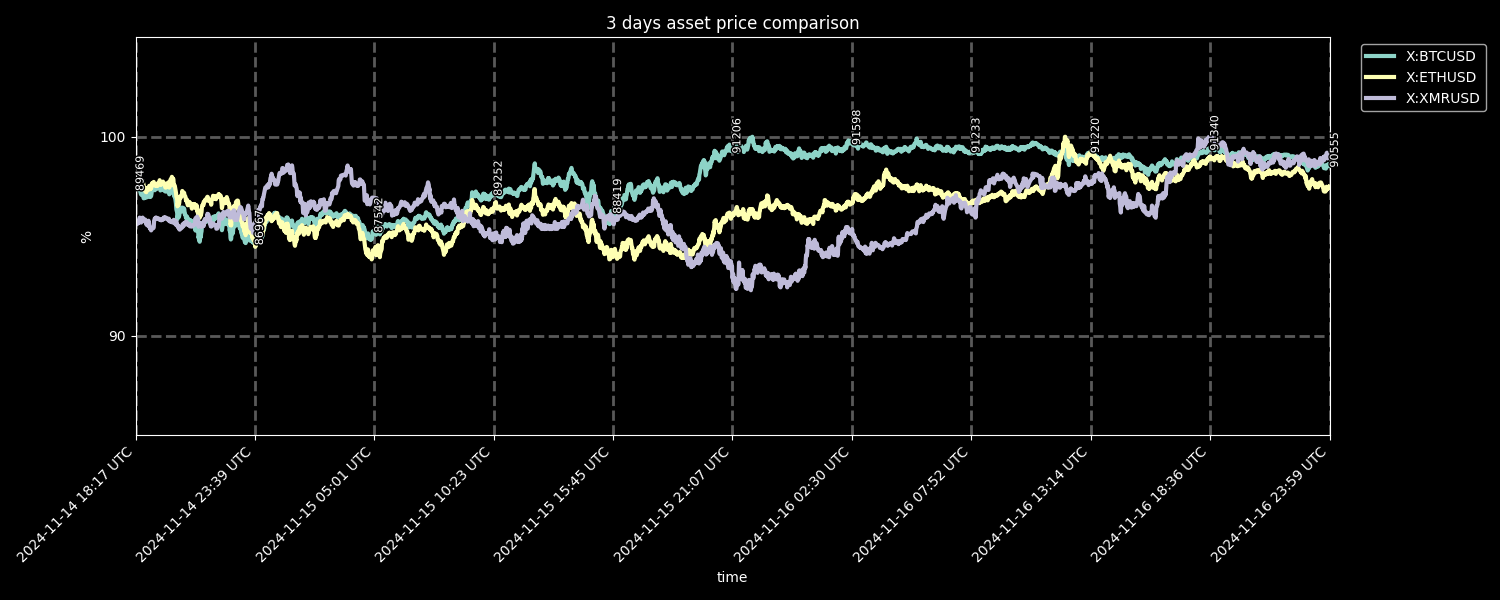 3 days asset price comparison
X:BTCUSD
X:ETHUSD
X:XMRUSD
100
90
%
89469
86967
87542
89252
88419
91206
91598
91233
91220
91340
90555
2024-11-14 18:17 UTC
2024-11-14 23:39 UTC
2024-11-15 05:01 UTC
2024-11-15 10:23 UTC
2024-11-15 15:45 UTC
2024-11-15 21:07 UTC
2024-11-16 02:30 UTC
2024-11-16 07:52 UTC
2024-11-16 13:14 UTC
2024-11-16 18:36 UTC
2024-11-16 23:59 UTC
time